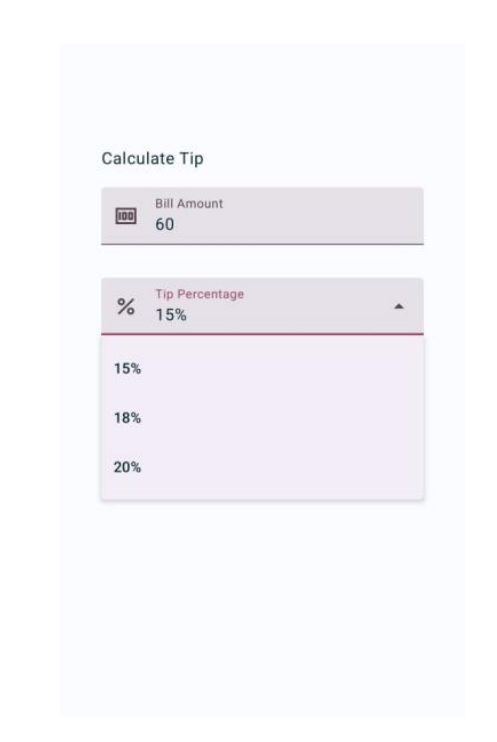 Calculate Tip
Bill Amount
60
Tip Percentage
15%
15%
18%
20%